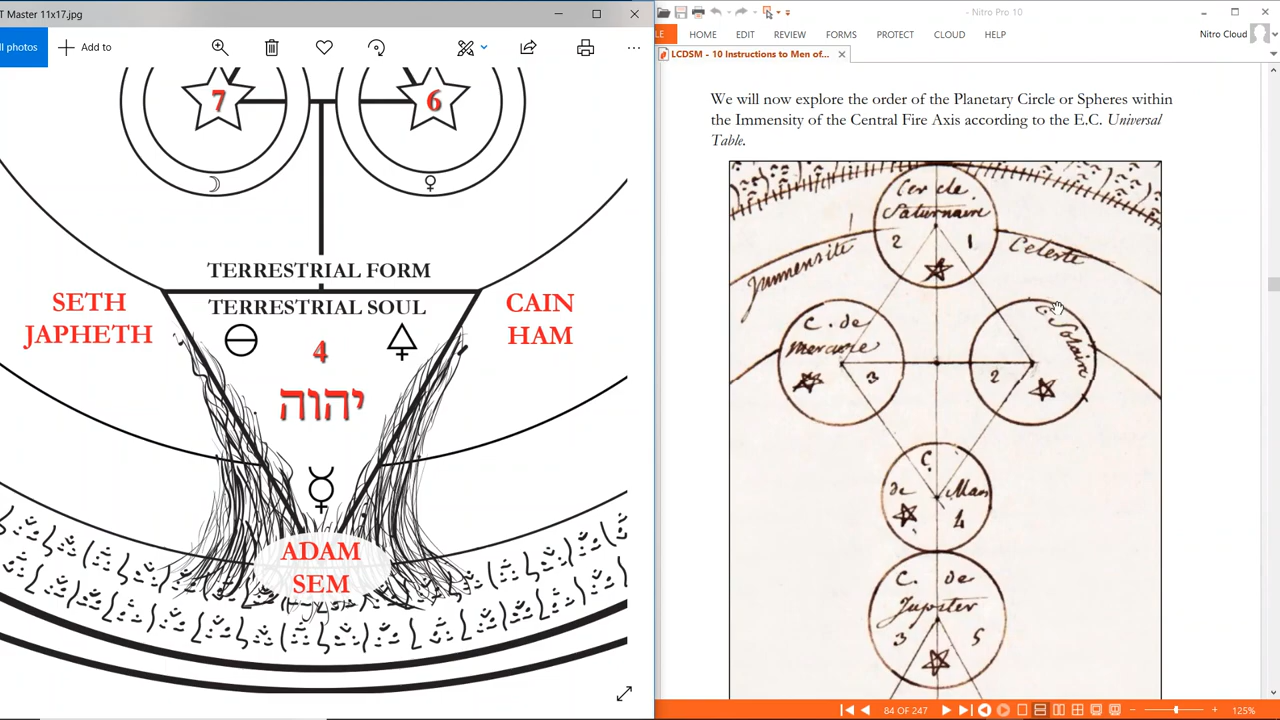 T Master 11x17.jpg
ll photos
Add to
7
6
☽
♀
TERRESTRIAL FORM
TERRESTRIAL SOUL
SETH
JAPHETH
CAIN
HAM
4
יהוה
☿
ADAM
SEM
- Nitro Pro 10
LE
HOME
EDIT
REVIEW
FORMS
PROTECT
CLOUD
HELP
Nitro Cloud
LCDSM - 10 Instructions to Men of...
We will now explore the order of the Planetary Circle or Spheres within
the Immensity of the Central Fire Axis according to the E.C. Universal
Table.
Cercle
Saturnaire
2
1
Immensité
Celeste
C. de
mercure
3
C. Solaire
2
C.
de Mars
4
C. de
Jupiter
3
5
84 OF 247
125%